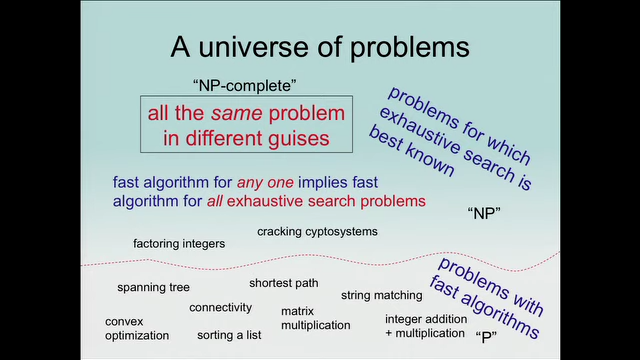 A universe of problems
“NP-complete”
all the same problem
in different guises
problems for which
exhaustive search is
best known
fast algorithm for any one implies fast
algorithm for all exhaustive search problems
“NP”
cracking cyptosystems
factoring integers
problems with
fast algorithms
“P”
spanning tree
shortest path
string matching
connectivity
matrix
multiplication
integer addition
+ multiplication
convex
optimization
sorting a list